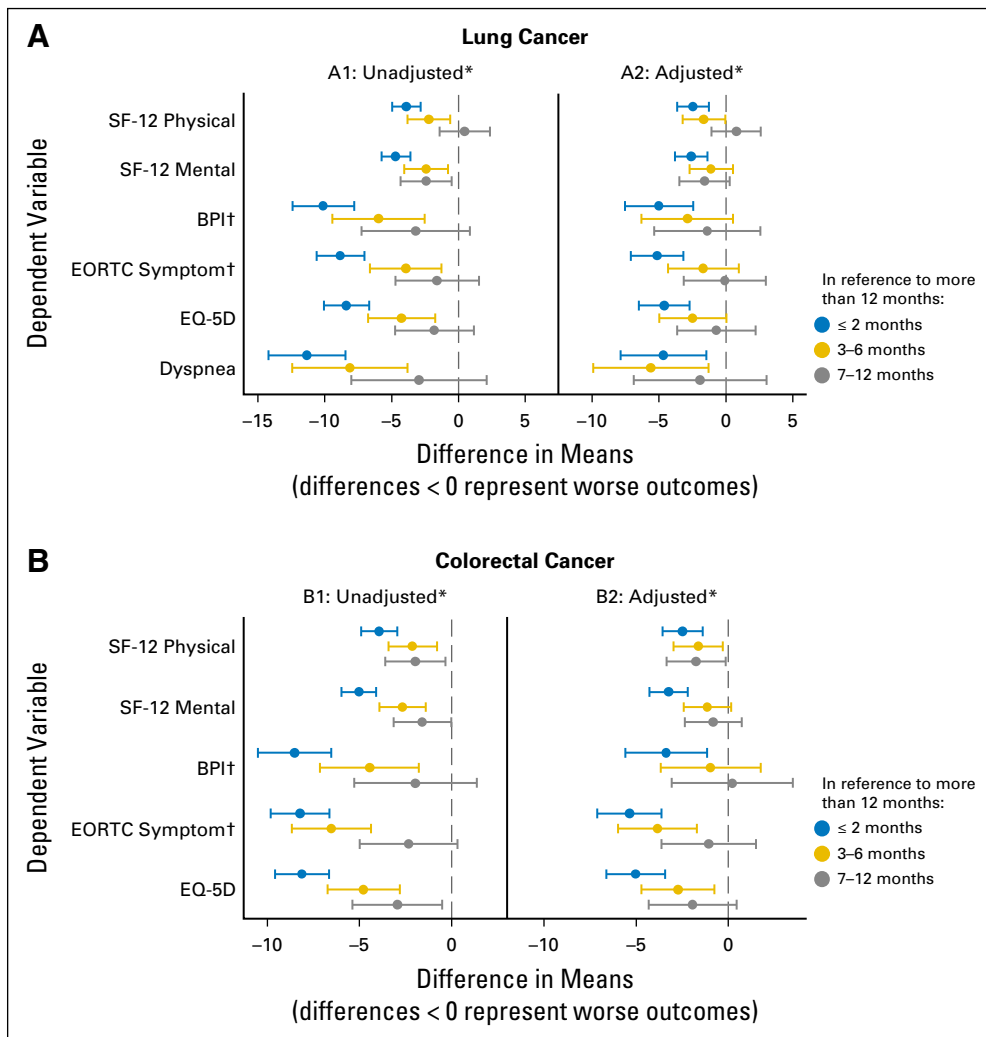 A
Lung Cancer
A1: Unadjusted*
A2: Adjusted*
Dependent Variable
SF-12 Physical
SF-12 Mental
BPI†
EORTC Symptom†
EQ-5D
Dyspnea
In reference to more
than 12 months:
≤ 2 months
3–6 months
7–12 months
−15 −10 −5 0 5 −10 −5 0 5
Difference in Means
(differences < 0 represent worse outcomes)
B
Colorectal Cancer
B1: Unadjusted*
B2: Adjusted*
Dependent Variable
SF-12 Physical
SF-12 Mental
BPI†
EORTC Symptom†
EQ-5D
In reference to more
than 12 months:
≤ 2 months
3–6 months
7–12 months
−10 −5 0 −10 −5 0
Difference in Means
(differences < 0 represent worse outcomes)